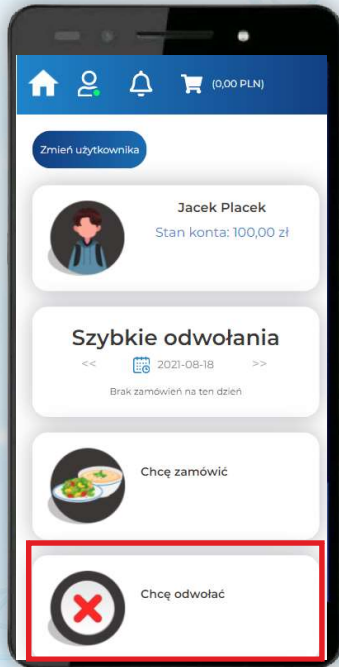 (0,00 PLN)
Zmień użytkownika
Jacek Placek
Stan konta: 100,00 zł
Szybkie odwołania
<< 2021-08-18 >>
Brak zamówień na ten dzień
Chcę zamówić
Chcę odwołać